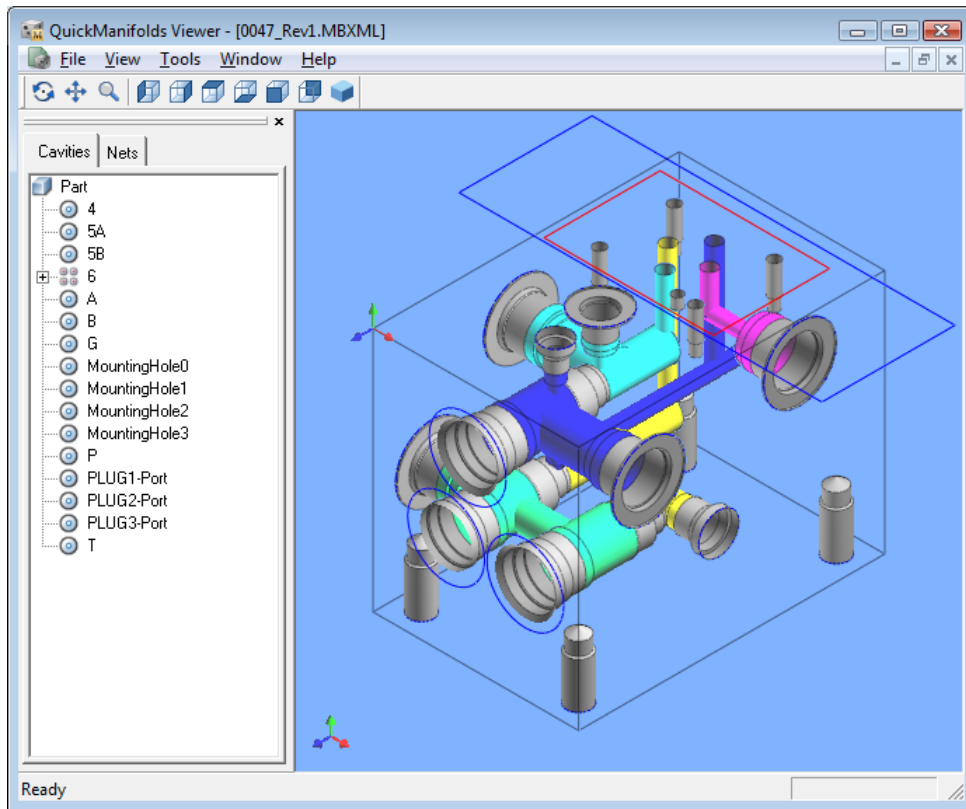 QuickManifolds Viewer - [0047_Rev1.MBXML]
File View Tools Window Help
Cavities Nets
Part
4
5A
5B
6
A
B
G
MountingHole0
MountingHole1
MountingHole2
MountingHole3
P
PLUG1-Port
PLUG2-Port
PLUG3-Port
T
Ready